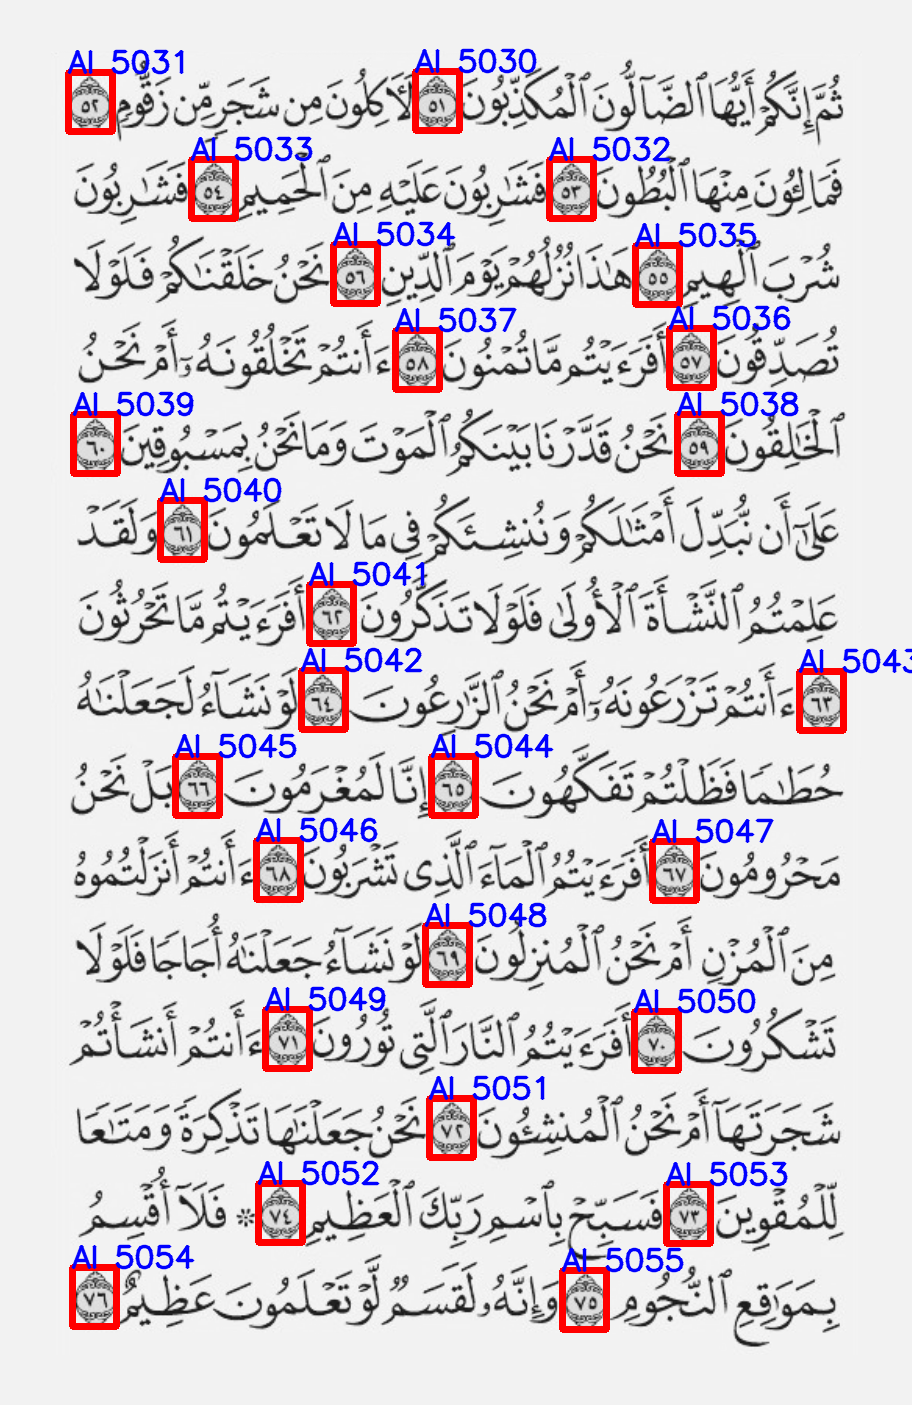 AI_5031 AI_5030
ثُمَّ إِنَّكُمْ أَيُّهَا ٱلضَّآلُّونَ ٱلْمُكَذِّبُونَ ٥١ لَـَٔاكِلُونَ مِن شَجَرٍ مِّن زَقُّومٍ ٥٢
AI_5033 AI_5032
فَمَالِـُٔونَ مِنْهَا ٱلْبُطُونَ ٥٣ فَشَـٰرِبُونَ عَلَيْهِ مِنَ ٱلْحَمِيمِ ٥٤ فَشَـٰرِبُونَ
AI_5034 AI_5035
شُرْبَ ٱلْهِيمِ ٥٥ هَـٰذَا نُزُلُهُمْ يَوْمَ ٱلدِّينِ ٥٦ نَحْنُ خَلَقْنَـٰكُمْ فَلَوْلَا
AI_5037 AI_5036
تُصَدِّقُونَ ٥٧ أَفَرَءَيْتُم مَّا تُمْنُونَ ٥٨ ءَأَنتُمْ تَخْلُقُونَهُۥٓ أَمْ نَحْنُ
AI_5039 AI_5038
ٱلْخَـٰلِقُونَ ٥٩ نَحْنُ قَدَّرْنَا بَيْنَكُمُ ٱلْمَوْتَ وَمَا نَحْنُ بِمَسْبُوقِينَ ٦٠
AI_5040
عَلَىٰٓ أَن نُّبَدِّلَ أَمْثَـٰلَكُمْ وَنُنشِئَكُمْ فِى مَا لَا تَعْلَمُونَ ٦١ وَلَقَدْ
AI_5041
عَلِمْتُمُ ٱلنَّشْأَةَ ٱلْأُولَىٰ فَلَوْلَا تَذَكَّرُونَ ٦٢ أَفَرَءَيْتُم مَّا تَحْرُثُونَ
AI_5042 AI_5043
٦٣ ءَأَنتُمْ تَزْرَعُونَهُۥٓ أَمْ نَحْنُ ٱلزَّٰرِعُونَ ٦٤ لَوْ نَشَآءُ لَجَعَلْنَـٰهُ
AI_5045 AI_5044
حُطَـٰمًا فَظَلْتُمْ تَفَكَّهُونَ ٦٥ إِنَّا لَمُغْرَمُونَ ٦٦ بَلْ نَحْنُ
AI_5046 AI_5047
مَحْرُومُونَ ٦٧ أَفَرَءَيْتُمُ ٱلْمَآءَ ٱلَّذِى تَشْرَبُونَ ٦٨ ءَأَنتُمْ أَنزَلْتُمُوهُ
AI_5048
مِنَ ٱلْمُزْنِ أَمْ نَحْنُ ٱلْمُنزِلُونَ ٦٩ لَوْ نَشَآءُ جَعَلْنَـٰهُ أُجَاجًا فَلَوْلَا
AI_5049 AI_5050
تَشْكُرُونَ ٧٠ أَفَرَءَيْتُمُ ٱلنَّارَ ٱلَّتِى تُورُونَ ٧١ ءَأَنتُمْ أَنشَأْتُمْ
AI_5051
شَجَرَتَهَآ أَمْ نَحْنُ ٱلْمُنشِـُٔونَ ٧٢ نَحْنُ جَعَلْنَـٰهَا تَذْكِرَةً وَمَتَـٰعًا
AI_5052 AI_5053
لِّلْمُقْوِينَ ٧٣ فَسَبِّحْ بِٱسْمِ رَبِّكَ ٱلْعَظِيمِ ٧٤ ۞ فَلَآ أُقْسِمُ
AI_5054 AI_5055
بِمَوَٰقِعِ ٱلنُّجُومِ ٧٥ وَإِنَّهُۥ لَقَسَمٌ لَّوْ تَعْلَمُونَ عَظِيمٌ ٧٦